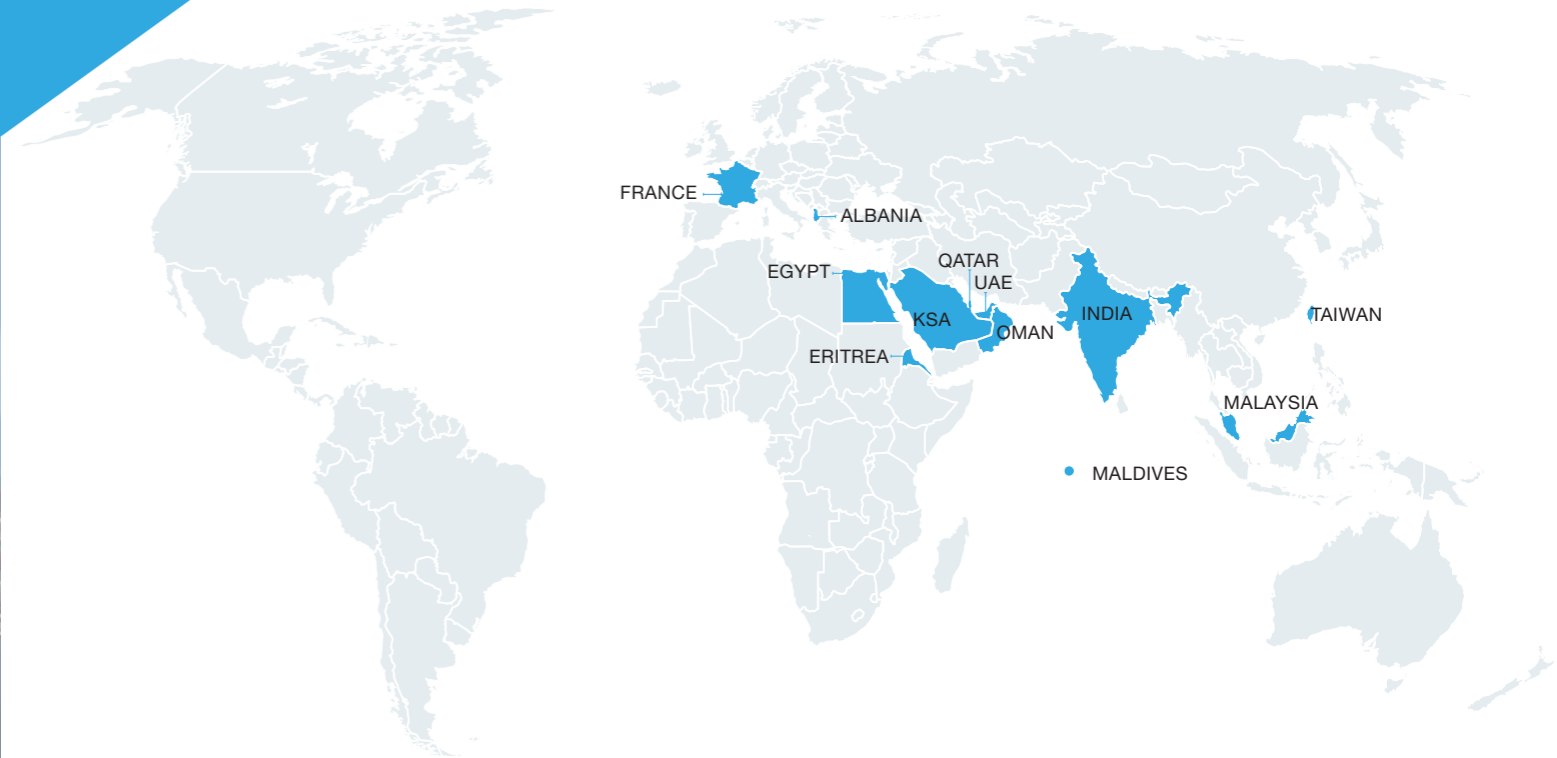 FRANCE
ALBANIA
QATAR
EGYPT
UAE
INDIA
TAIWAN
KSA
OMAN
ERITREA
MALAYSIA
MALDIVES